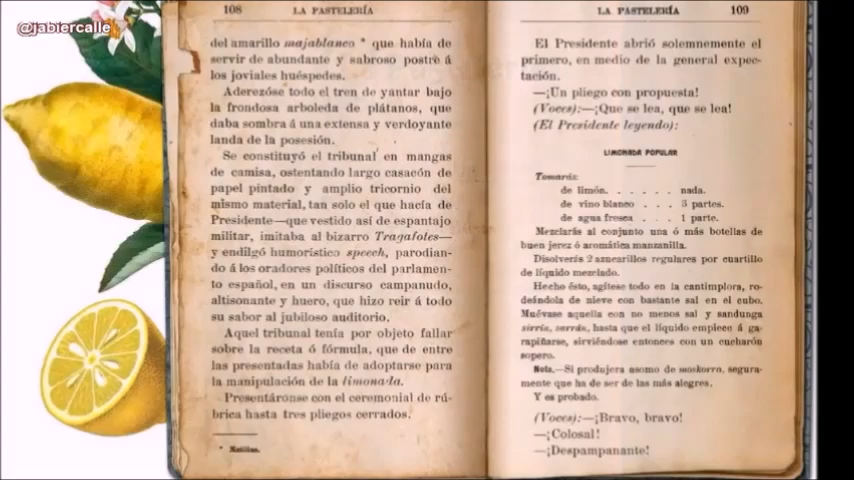 @jabiercalle
108 LA PASTELERÍA
del amarillo majablanco * que había de
servir de abundante y sabroso postre á
los joviales huéspedes.
Aderezóse todo el tren de yantar bajo
la frondosa arboleda de plátanos, que
daba sombra á una extensa y verdoyante
landa de la posesión.
Se constituyó el tribunal en mangas
de camisa, ostentando largo casacón de
papel pintado y amplio tricornio del
mismo material, tan solo el que hacía de
Presidente—que vestido así de espantajo
militar, imitaba al bizarro Tragafotes—
y endilgó humorístico speech, parodian-
do á los oradores políticos del parlamen-
to español, en un discurso campanudo,
altisonante y huero, que hizo reir á todo
su sabor al jubiloso auditorio.
Aquel tribunal tenía por objeto fallar
sobre la receta ó fórmula, que de entre
las presentadas había de adoptarse para
la manipulación de la limonada.
Presentáronse con el ceremonial de rú-
brica hasta tres pliegos cerrados.
* Natillas.
LA PASTELERÍA 109
El Presidente abrió solemnemente el
primero, en medio de la general expec-
tación.
—¡Un pliego con propuesta!
(Voces):—¡Que se lea, que se lea!
(El Presidente leyendo):
LIMONADA POPULAR
Tomarás:
de limón. . . . . . . nada.
de vino blanco . . . 3 partes.
de agua fresca . . . 1 parte.
Mezclarás al conjunto una ó más botellas de
buen jerez ó aromática manzanilla.
Disolverás 2 azucarillos regulares por cuartillo
de líquido mezclado.
Hecho ésto, agítese todo en la cantimplora, ro-
deándola de nieve con bastante sal en el cubo.
Muévase aquella con no menos sal y sandunga
sirrín, sarrán, hasta que el líquido empiece á ga-
rapiñarse, sirviéndose entonces con un cucharón
sopero.
Nota.—Si produjera asomo de moskorra, segura-
mente que ha de ser de las más alegres.
Y es probado.
(Voces):—¡Bravo, bravo!
—¡Colosal!
—¡Despampanante!